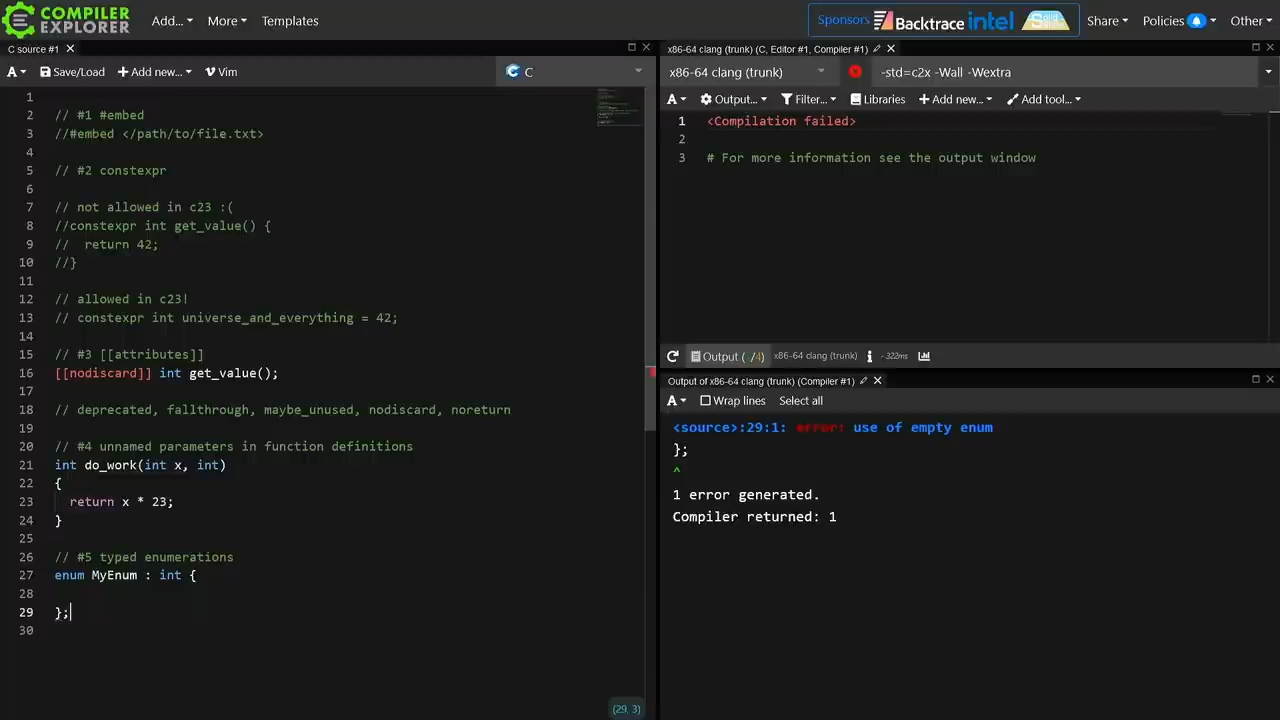 COMPILER EXPLORER Add... More Templates Sponsors Backtrace intel Solid Sands Share Policies Other
C source #1
x86-64 clang (trunk) (C, Editor #1, Compiler #1)
A Save/Load + Add new... Vim C
x86-64 clang (trunk) -std=c2x -Wall -Wextra
A Output... Filter... Libraries + Add new... Add tool...
1
2 // #1 #embed
3 //#embed </path/to/file.txt>
4
5 // #2 constexpr
6
7 // not allowed in c23 :(
8 //constexpr int get_value() {
9 //  return 42;
10 //}
11
12 // allowed in c23!
13 // constexpr int universe_and_everything = 42;
14
15 // #3 [[attributes]]
16 [[nodiscard]] int get_value();
17
18 // deprecated, fallthrough, maybe_unused, nodiscard, noreturn
19
20 // #4 unnamed parameters in function definitions
21 int do_work(int x, int)
22 {
23   return x * 23;
24 }
25
26 // #5 typed enumerations
27 enum MyEnum : int {
28
29 };
30
(29, 3)
1 <Compilation failed>
2
3 # For more information see the output window
Output ( /4) x86-64 clang (trunk) - 322ms
Output of x86-64 clang (trunk) (Compiler #1)
A Wrap lines Select all
<source>:29:1: error: use of empty enum
};
^
1 error generated.
Compiler returned: 1